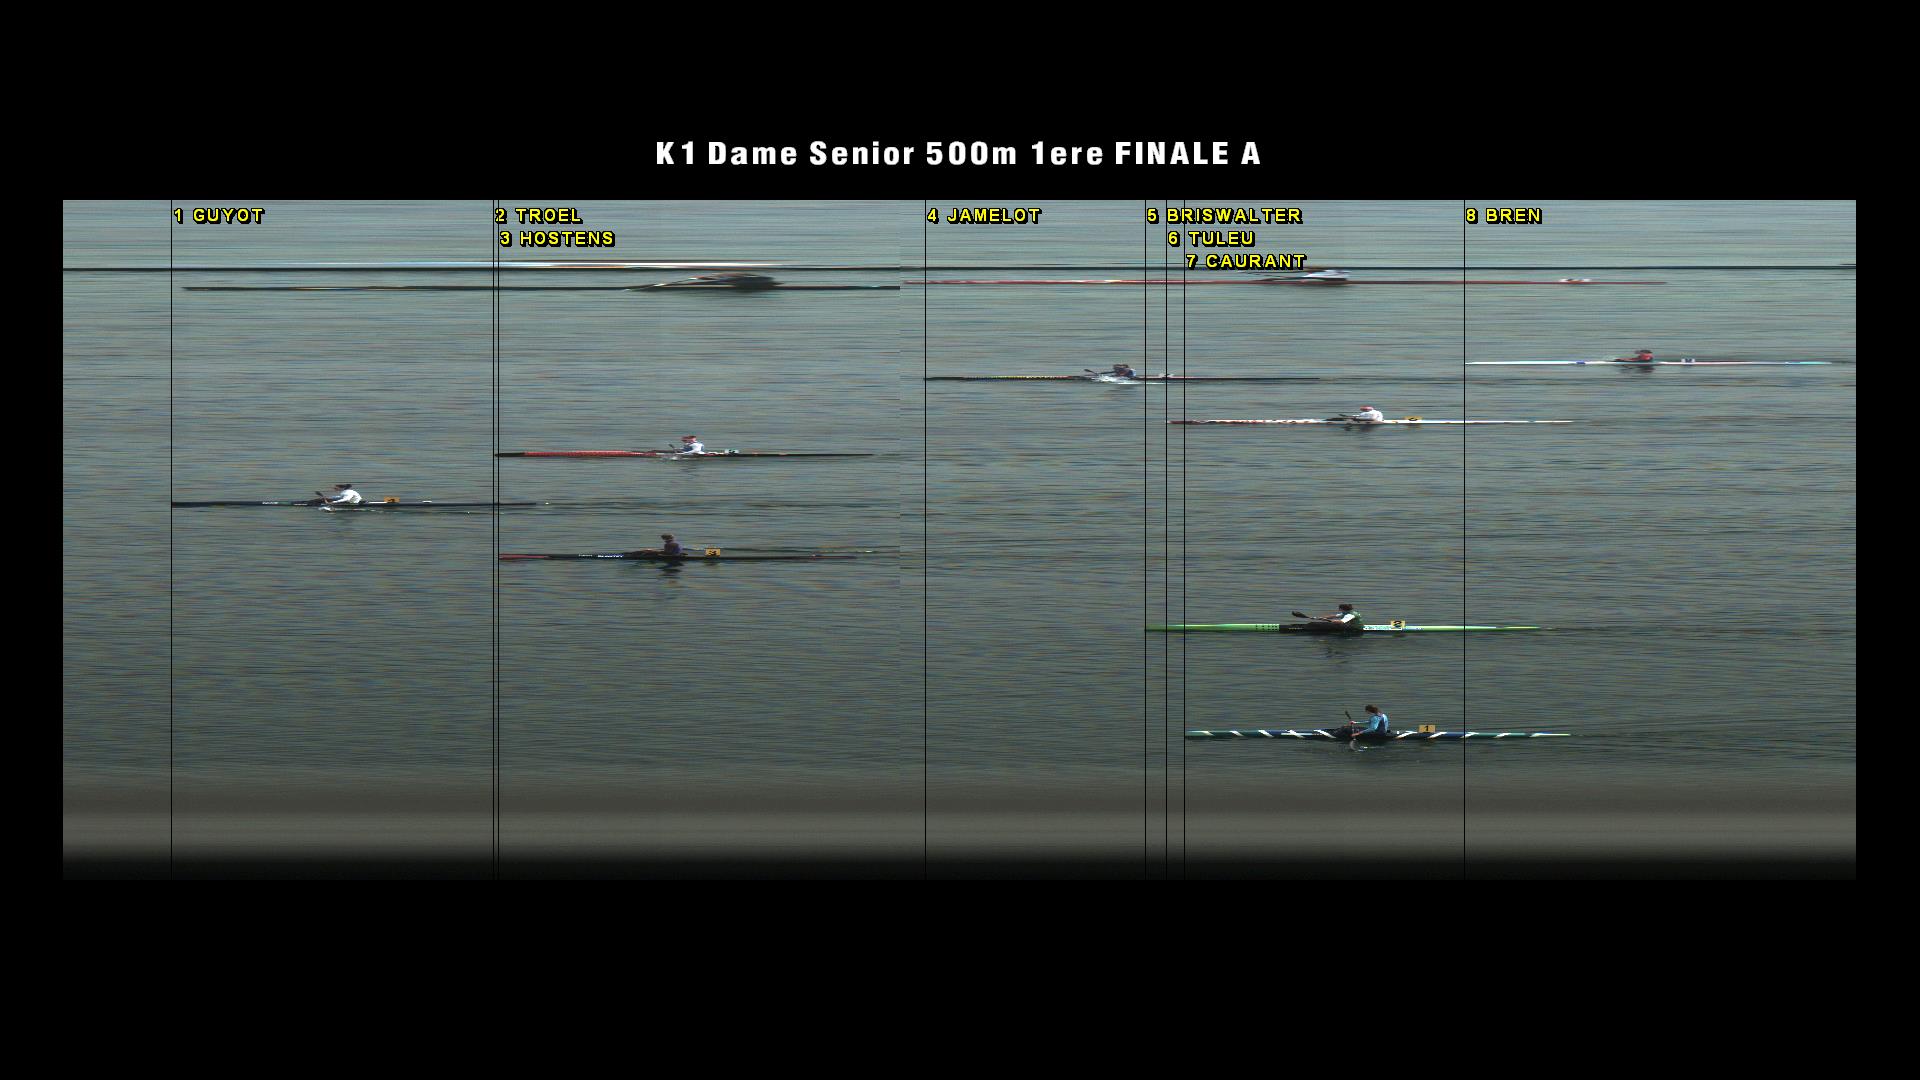 K1 Dame Senior 500m 1ere FINALE A
1 GUYOT
2 TROEL
3 HOSTENS
4 JAMELOT
5 BRISWALTER
6 TULEU
7 CAURANT
8 BREN
1